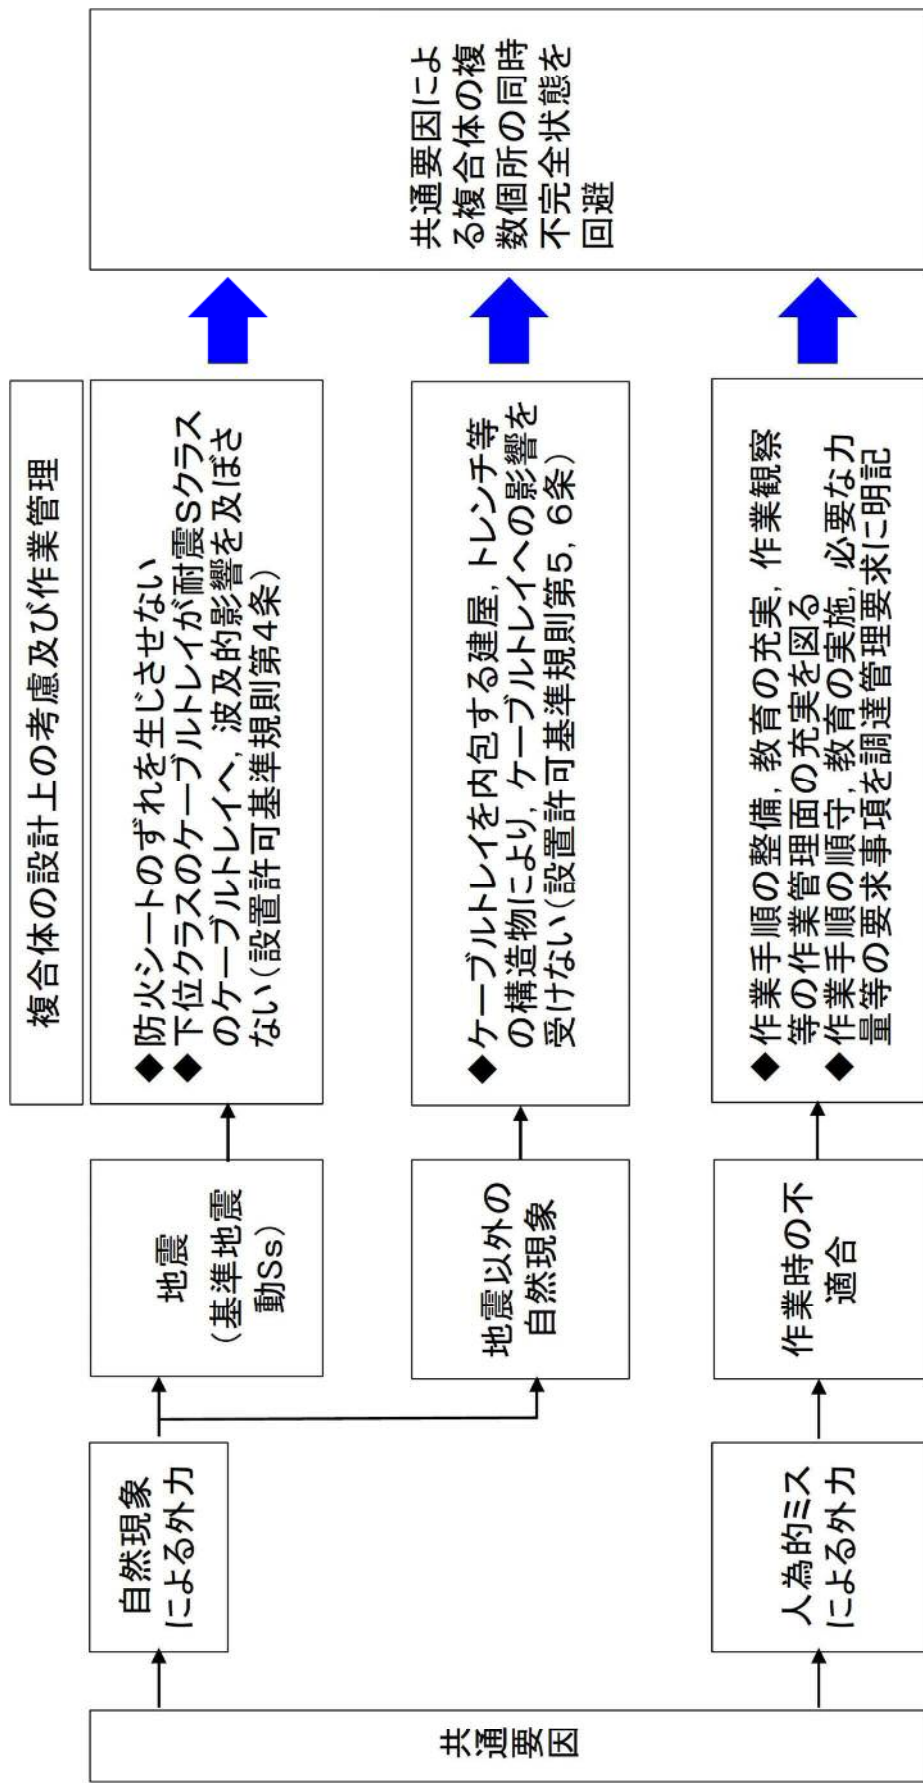 共通要因
自然現象
による外力
人為的ミス
による外力
地震
（基準地震
動Ss）
地震以外の
自然現象
作業時の不
適合
複合体の設計上の考慮及び作業管理
◆防火シートのずれを生じさせない
◆下位クラスのケーブルトレイが耐震Sクラス
のケーブルトレイへ，波及的影響を及ぼさ
ない（設置許可基準規則第4条）
◆ケーブルトレイを内包する建屋，トレンチ等
の構造物により，ケーブルトレイへの影響を
受けない（設置許可基準規則第5，6条）
◆作業手順の整備，教育の充実，作業観察
等の作業管理面の充実を図る
◆作業手順の順守，教育の実施，必要な力
量等の要求事項を調達管理要求に明記
共通要因によ
る複合体の複
数個所の同時
不完全状態を
回避